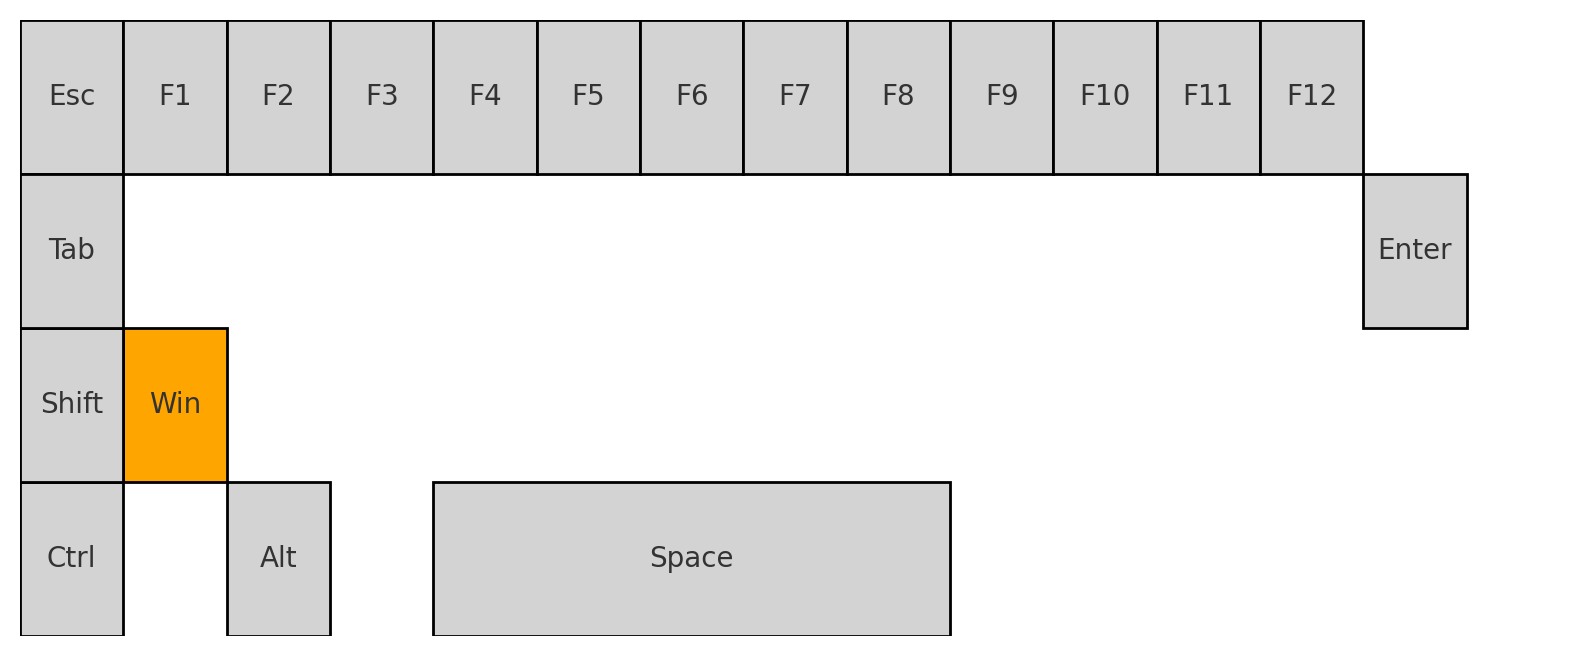 Esc F1 F2 F3 F4 F5 F6 F7 F8 F9 F10 F11 F12
Tab Enter
Shift Win
Ctrl Alt Space